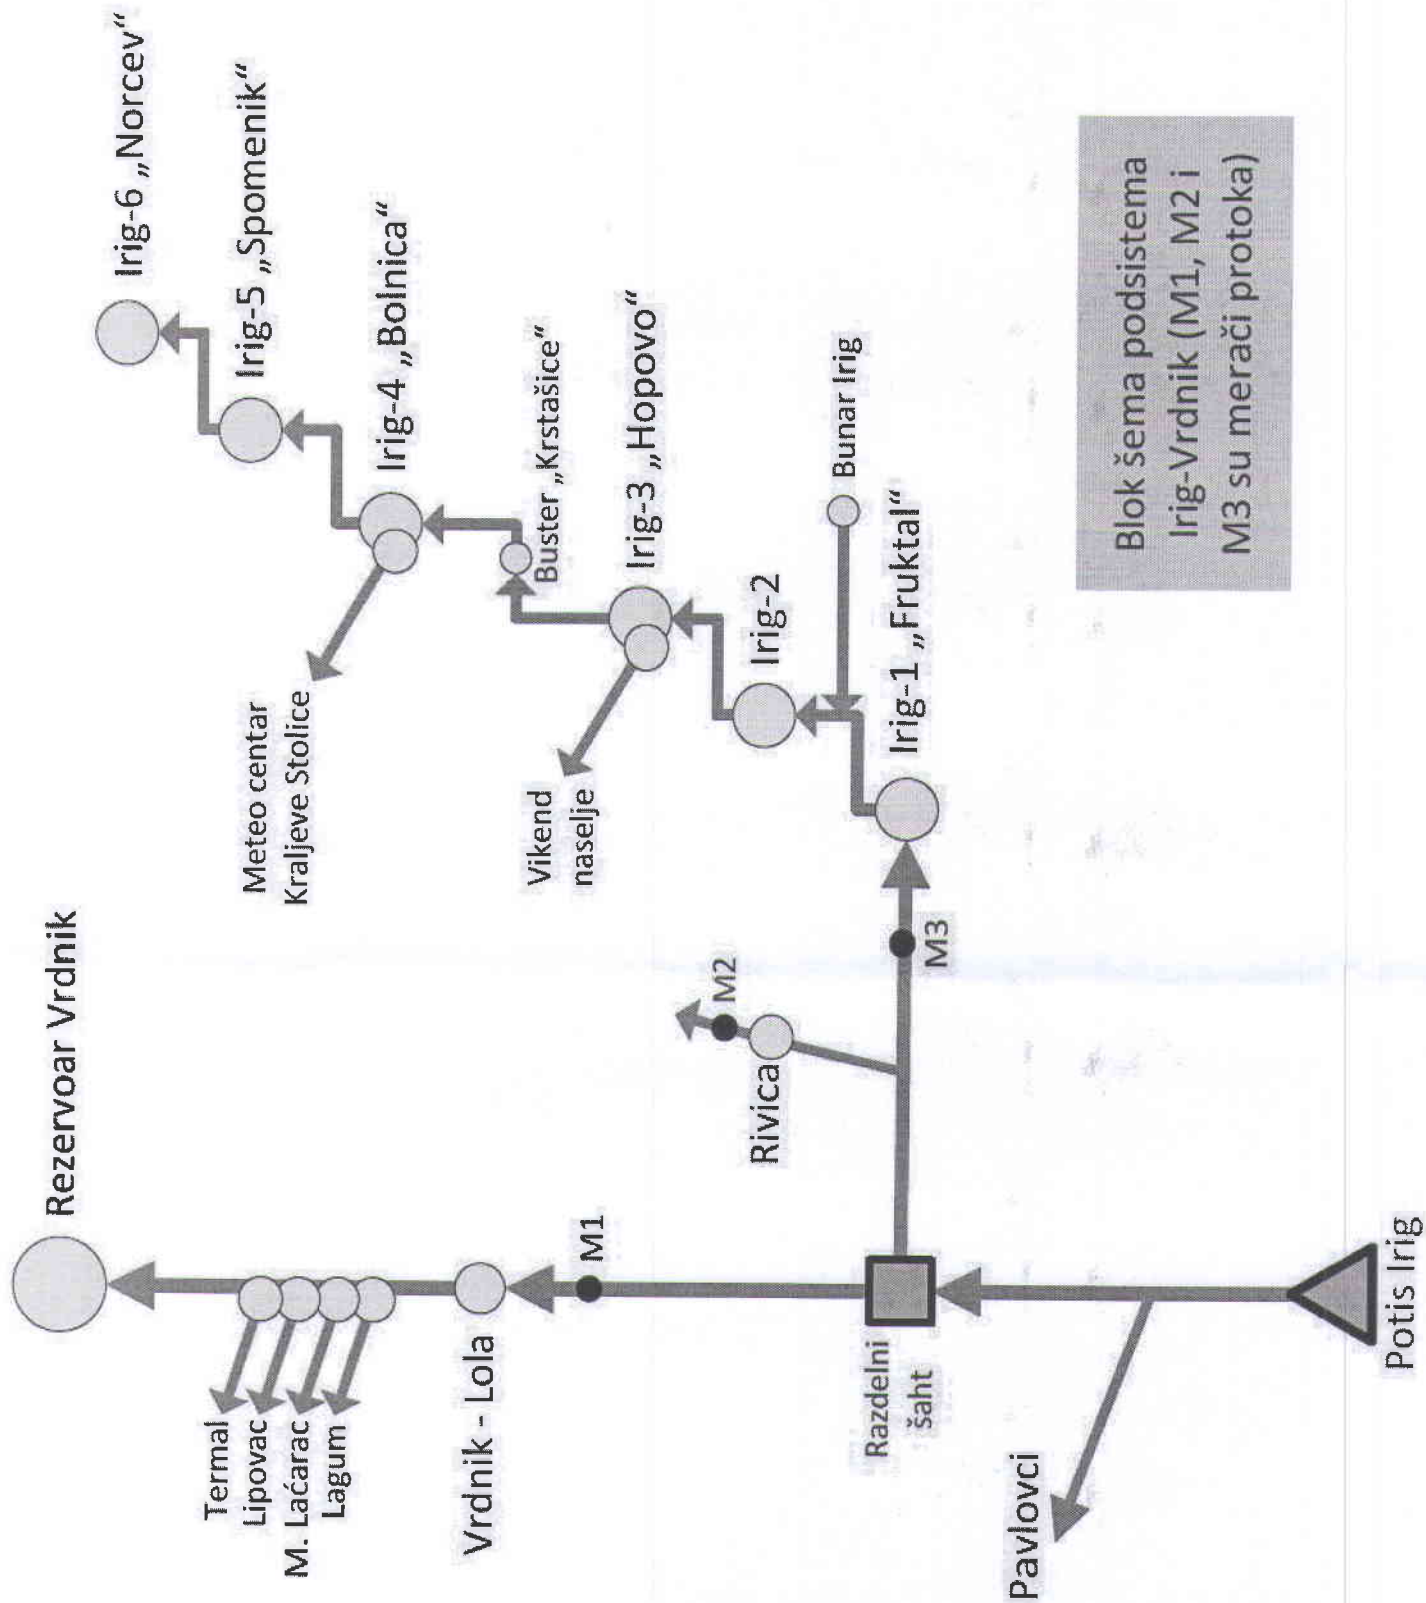 Rezervoar Vrdnik
Termal
Lipovac
M. Laćarac
Lagum
Vrdnik - Lola
M1
Razdelni
šaht
Pavlovci
Potis Irig
Rivica
M2
M3
Irig-1 „Fruktal“
Bunar Irig
Irig-2
Irig-3 „Hopovo“
Vikend
naselje
Buster „Krstašice“
Irig-4 „Bolnica“
Meteo centar
Kraljeve Stolice
Irig-5 „Spomenik“
Irig-6 „Norcev“
Blok šema podsistema
Irig-Vrdnik (M1, M2 i
M3 su merači protoka)